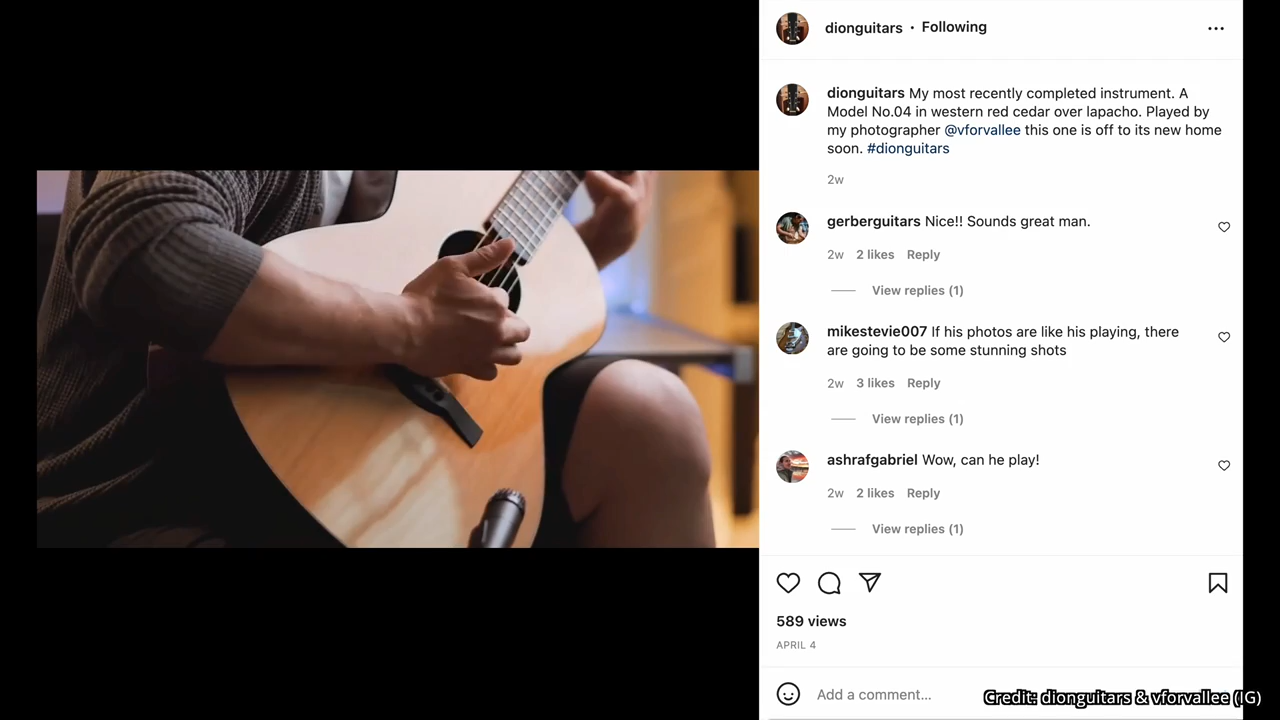 dionguitars • Following
dionguitars My most recently completed instrument. A
Model No.04 in western red cedar over lapacho. Played by
my photographer @vforvallee this one is off to its new home
soon. #dionguitars
2w
gerberguitars Nice!! Sounds great man.
2w 2 likes Reply
View replies (1)
mikestevie007 If his photos are like his playing, there
are going to be some stunning shots
2w 3 likes Reply
View replies (1)
ashrafgabriel Wow, can he play!
2w 2 likes Reply
View replies (1)
589 views
APRIL 4
Add a comment...
Credit: dionguitars & vforvallee (IG)